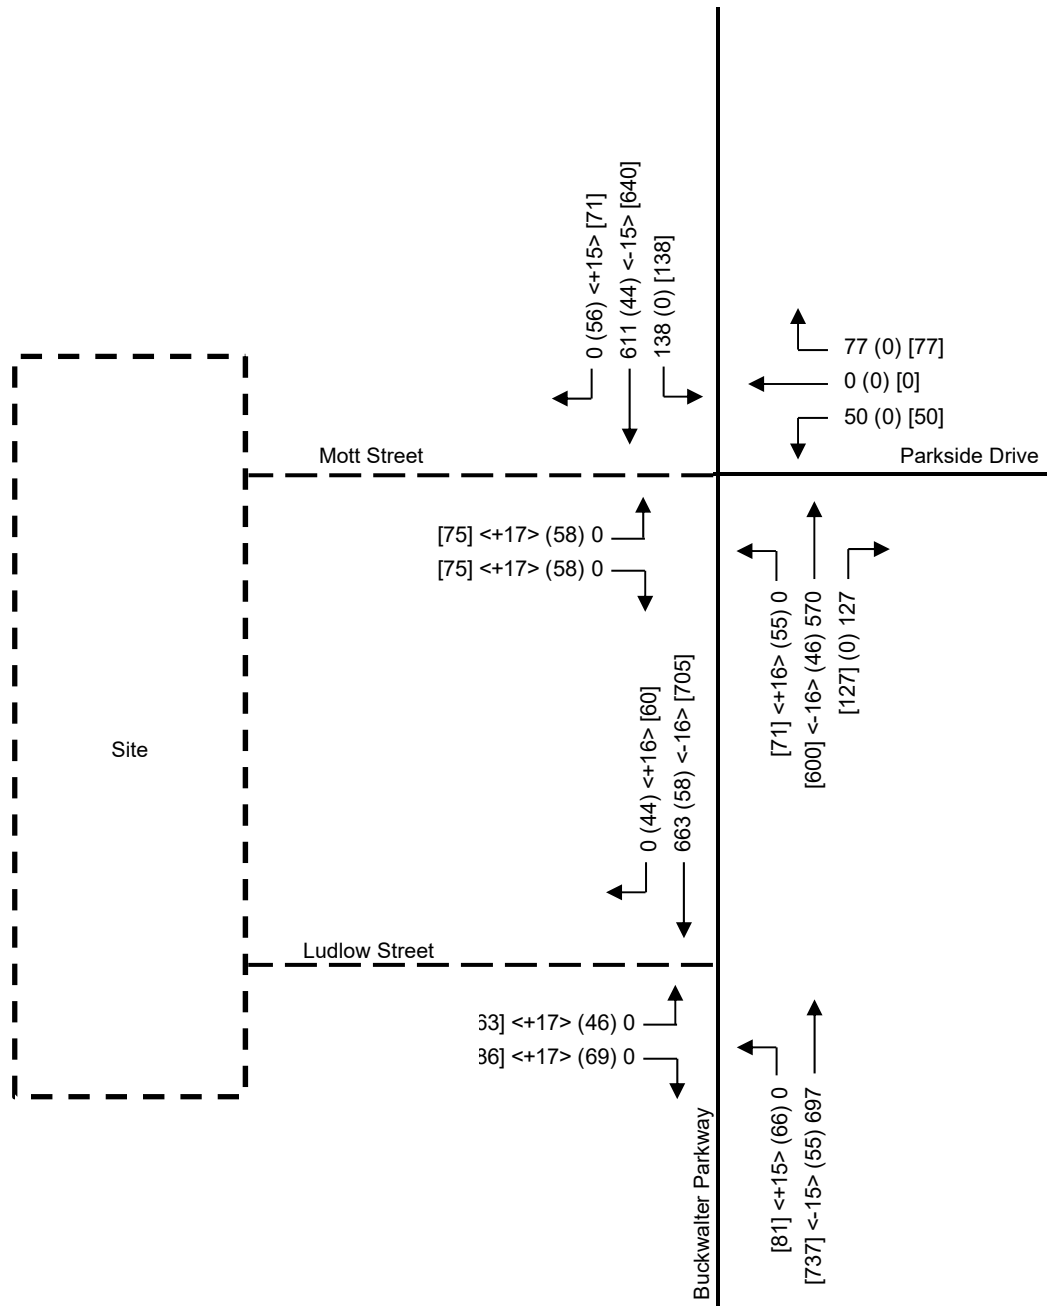 0 (56) <+15> [71]
611 (44) <-15> [640]
138 (0) [138]
77 (0) [77]
0 (0) [0]
50 (0) [50]
Mott Street
Parkside Drive
[75] <+17> (58) 0
[75] <+17> (58) 0
[71] <+16> (55) 0
[600] <-16> (46) 570
[127] (0) 127
Site
0 (44) <+16> [60]
663 (58) <-16> [705]
Ludlow Street
63] <+17> (46) 0
86] <+17> (69) 0
Buckwalter Parkway
[81] <+15> (66) 0
[737] <-15> (55) 697